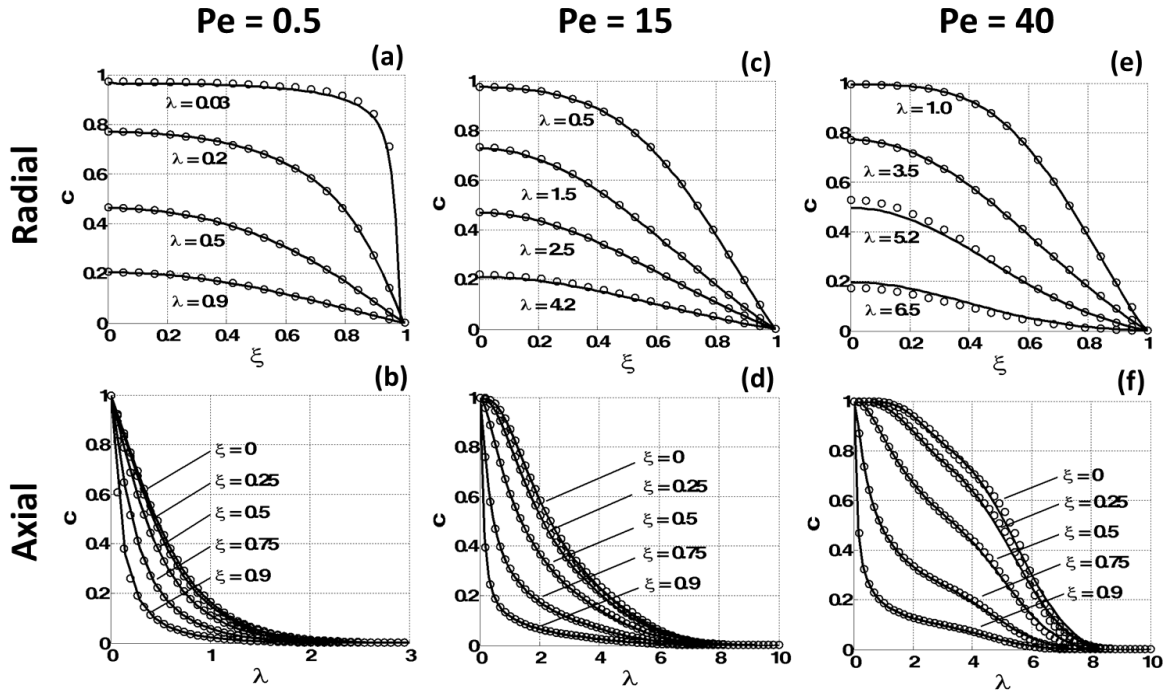 Pe = 0.5
Pe = 15
Pe = 40
Radial
(a)
c
1
0.8
0.6
0.4
0.2
0
λ=0.03
λ=0.2
λ=0.5
λ=0.9
0 0.2 0.4 0.6 0.8 1
ξ
(c)
c
1
0.8
0.6
0.4
0.2
0
λ=0.5
λ=1.5
λ=2.5
λ=4.2
0 0.2 0.4 0.6 0.8 1
ξ
(e)
c
1
0.8
0.6
0.4
0.2
0
λ=1.0
λ=3.5
λ=5.2
λ=6.5
0 0.2 0.4 0.6 0.8 1
ξ
Axial
(b)
c
1
0.8
0.6
0.4
0.2
0
ξ=0
ξ=0.25
ξ=0.5
ξ=0.75
ξ=0.9
0 1 2 3
λ
(d)
c
1
0.8
0.6
0.4
0.2
0
ξ=0
ξ=0.25
ξ=0.5
ξ=0.75
ξ=0.9
0 2 4 6 8 10
λ
(f)
c
1
0.8
0.6
0.4
0.2
0
ξ=0
ξ=0.25
ξ=0.5
ξ=0.75
ξ=0.9
0 2 4 6 8 10
λ